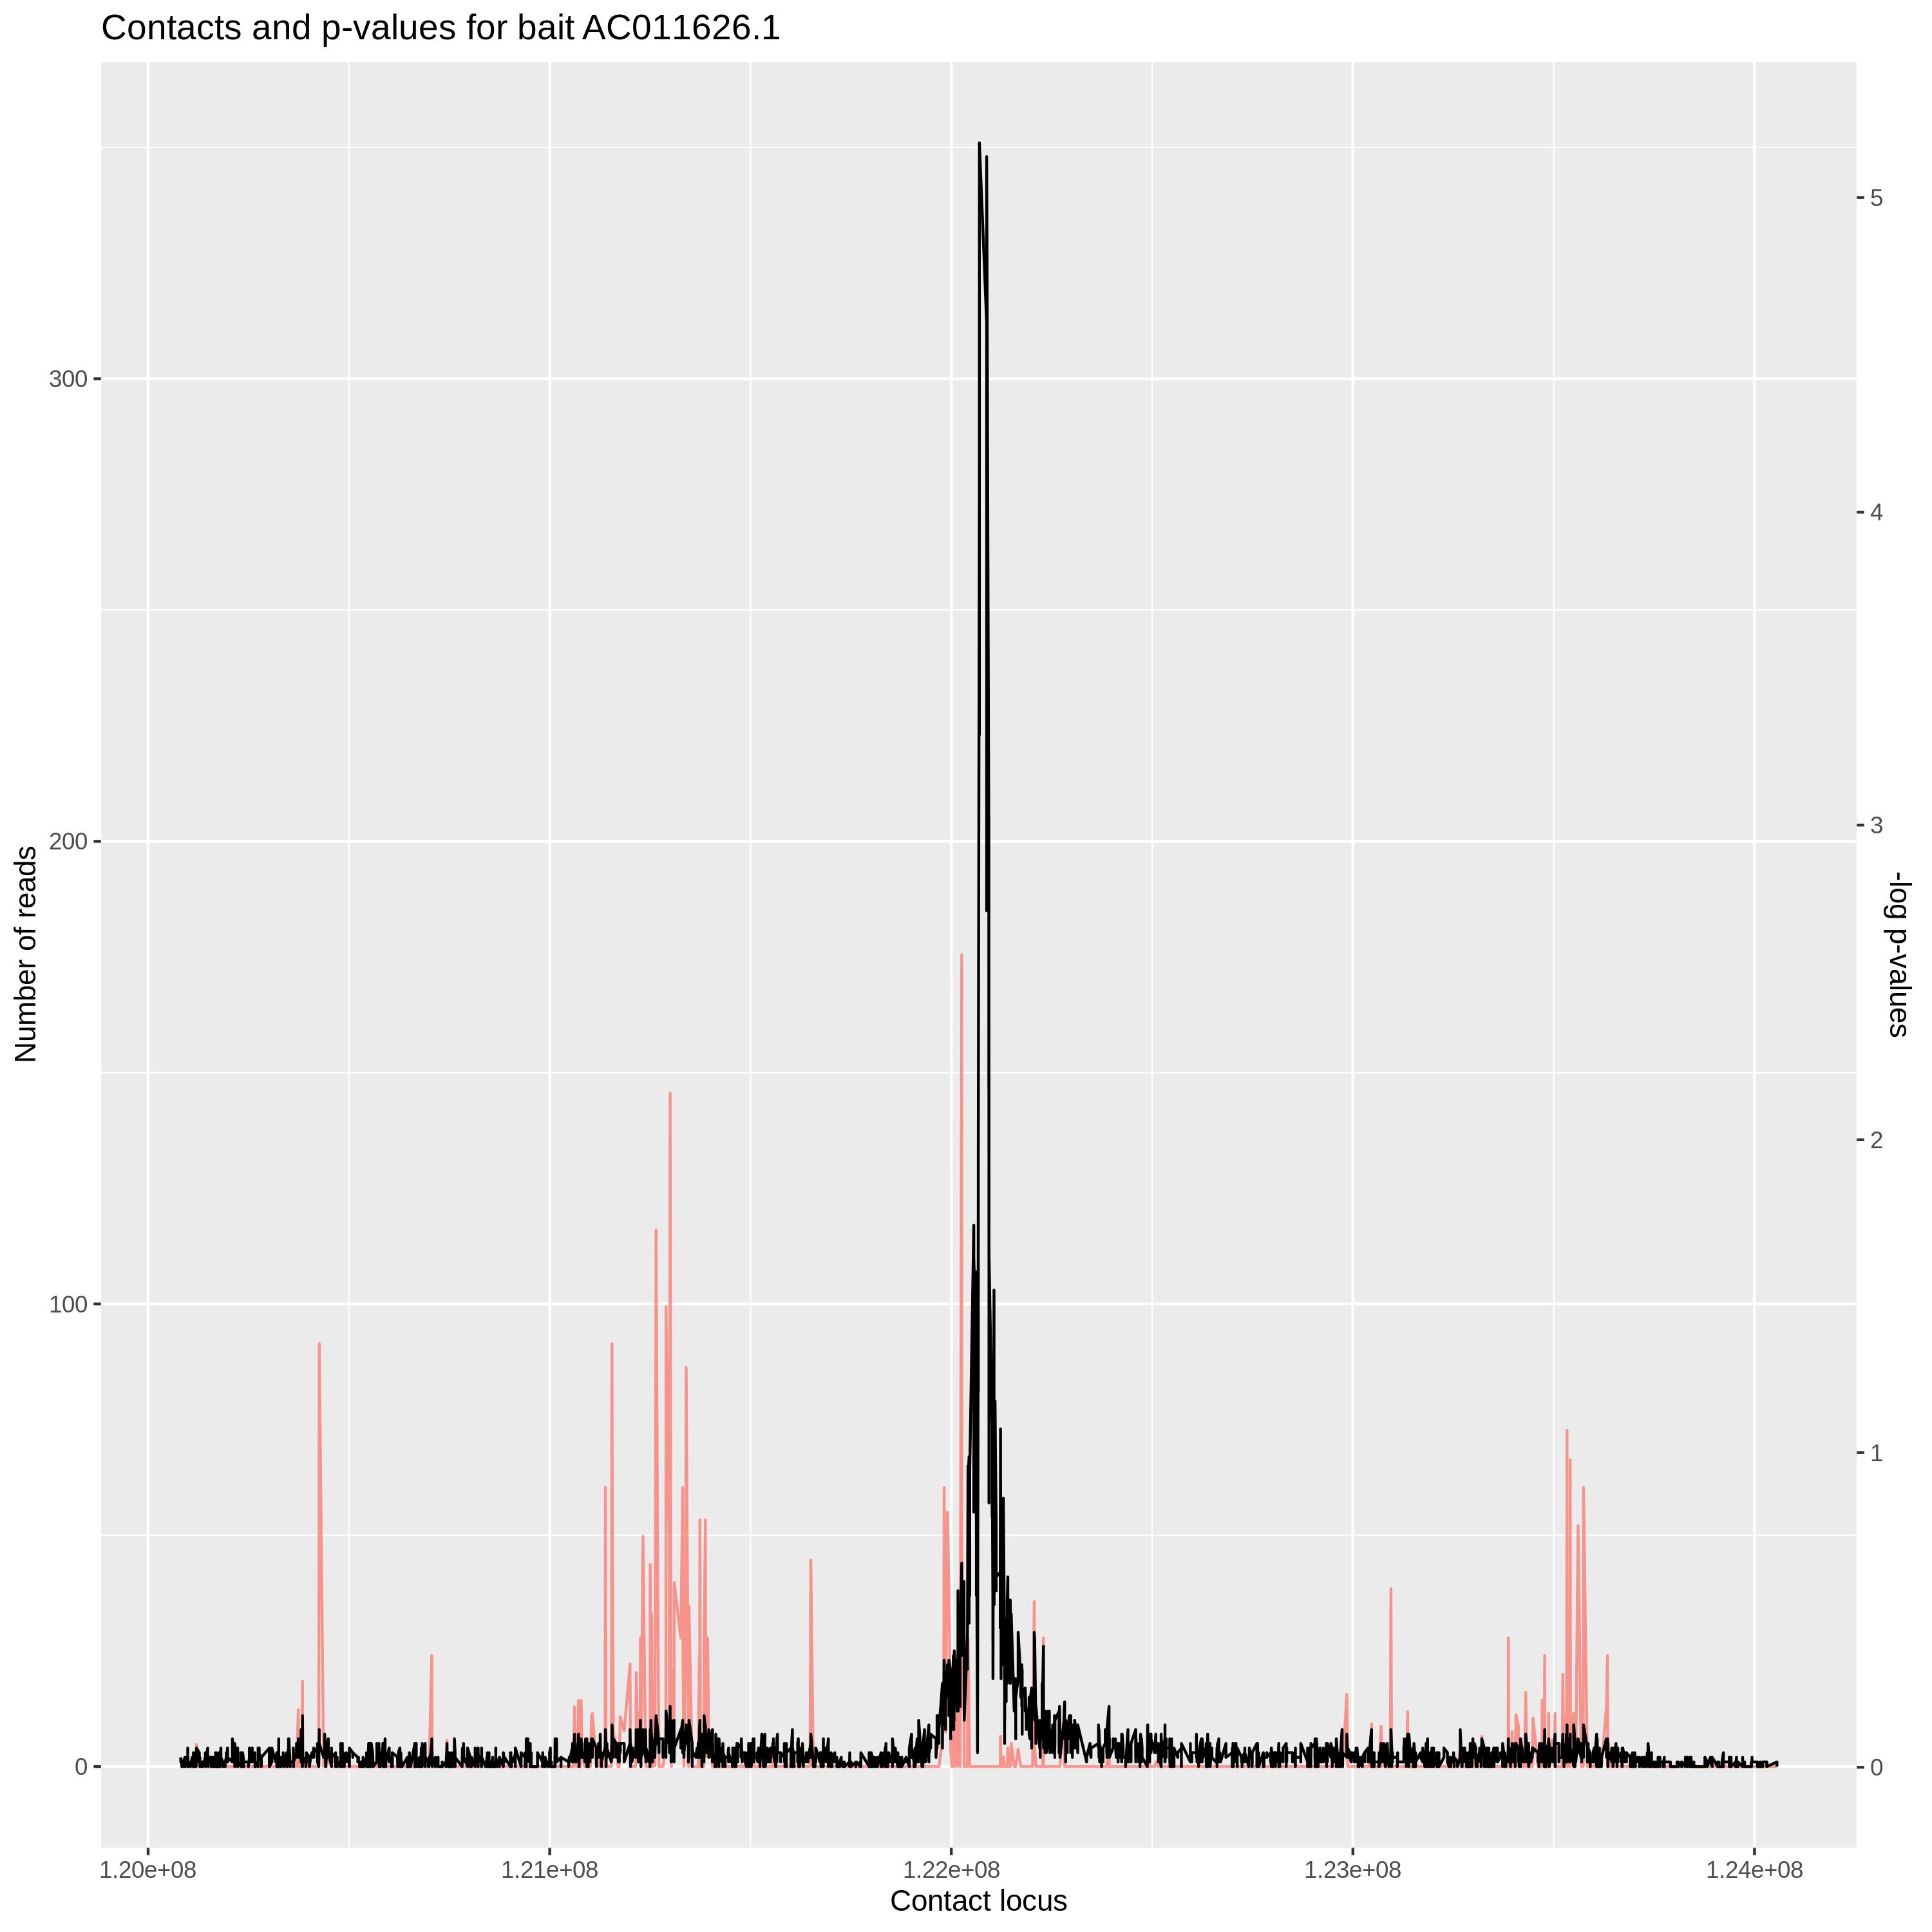 Contacts and p-values for bait AC011626.1
300
200
100
0
Number of reads
5
4
3
2
1
0
-log p-values
1.20e+08
1.21e+08
1.22e+08
1.23e+08
1.24e+08
Contact locus